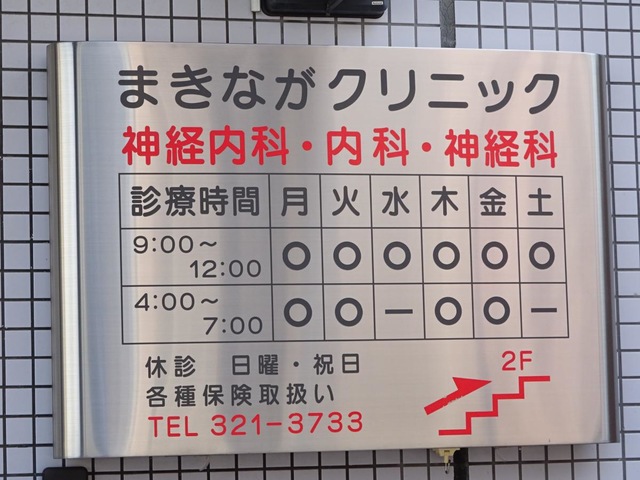 まきながクリニック
神経内科・内科・神経科
診療時間 月 火 水 木 金 土
9:00〜12:00 ○ ○ ○ ○ ○ ○
4:00〜7:00 ○ ○ ー ○ ○ ー
休診 日曜・祝日
各種保険取扱い
TEL 321-3733
2F